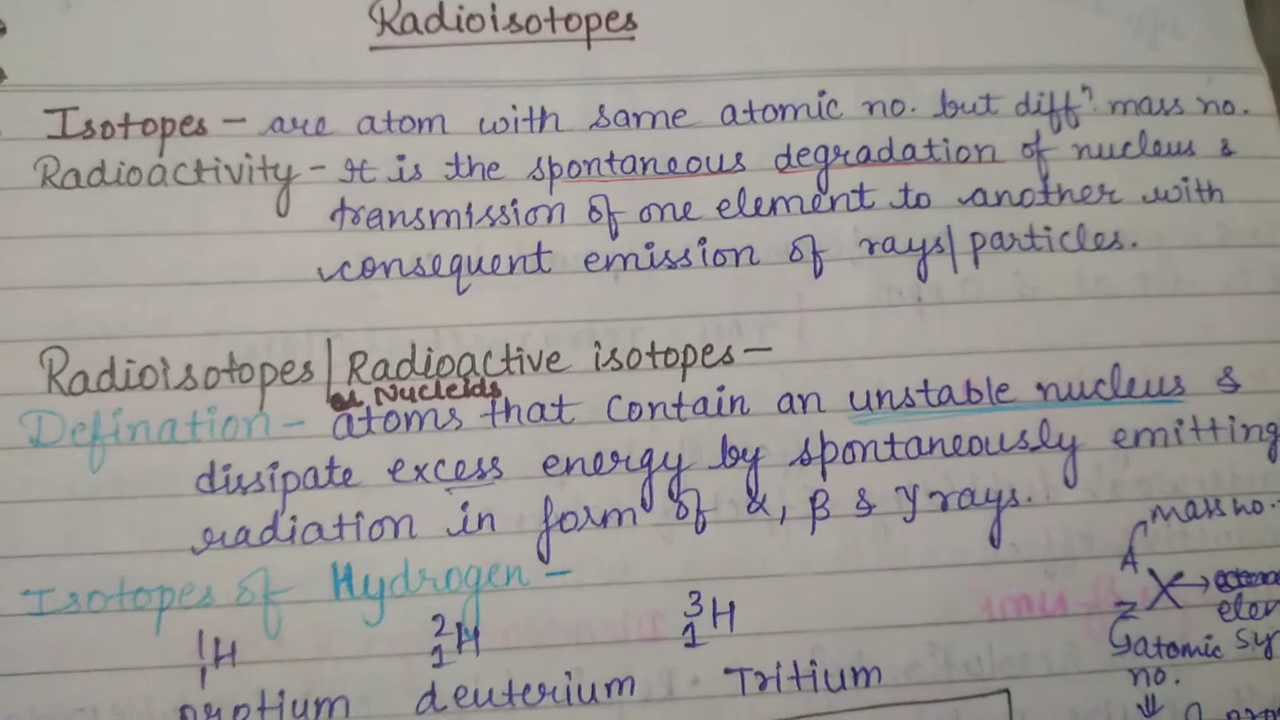 Radioisotopes
Isotopes - are atom with same atomic no. but diffⁿ. mass no.
Radioactivity - It is the spontaneous degradation of nucleus &
transmission of one element to another with
consequent emission of rays/particles.
Radioisotopes/Radioactive isotopes -
or Nucleids
Defination - atoms that contain an unstable nucleus &
dissipate excess energy by spontaneously emitting
radiation in form of α, β & γ rays.
mass no.
Isotopes of Hydrogen -
A
Z X →
¹₁H ²₁H ³₁H
atomic
protium deuterium Tritium
no.